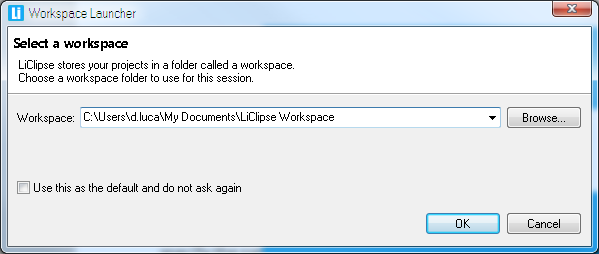 Li Workspace Launcher
Select a workspace
LiClipse stores your projects in a folder called a workspace.
Choose a workspace folder to use for this session.
Workspace: C:\Users\d.luca\My Documents\LiClipse Workspace Browse...
Use this as the default and do not ask again
OK Cancel